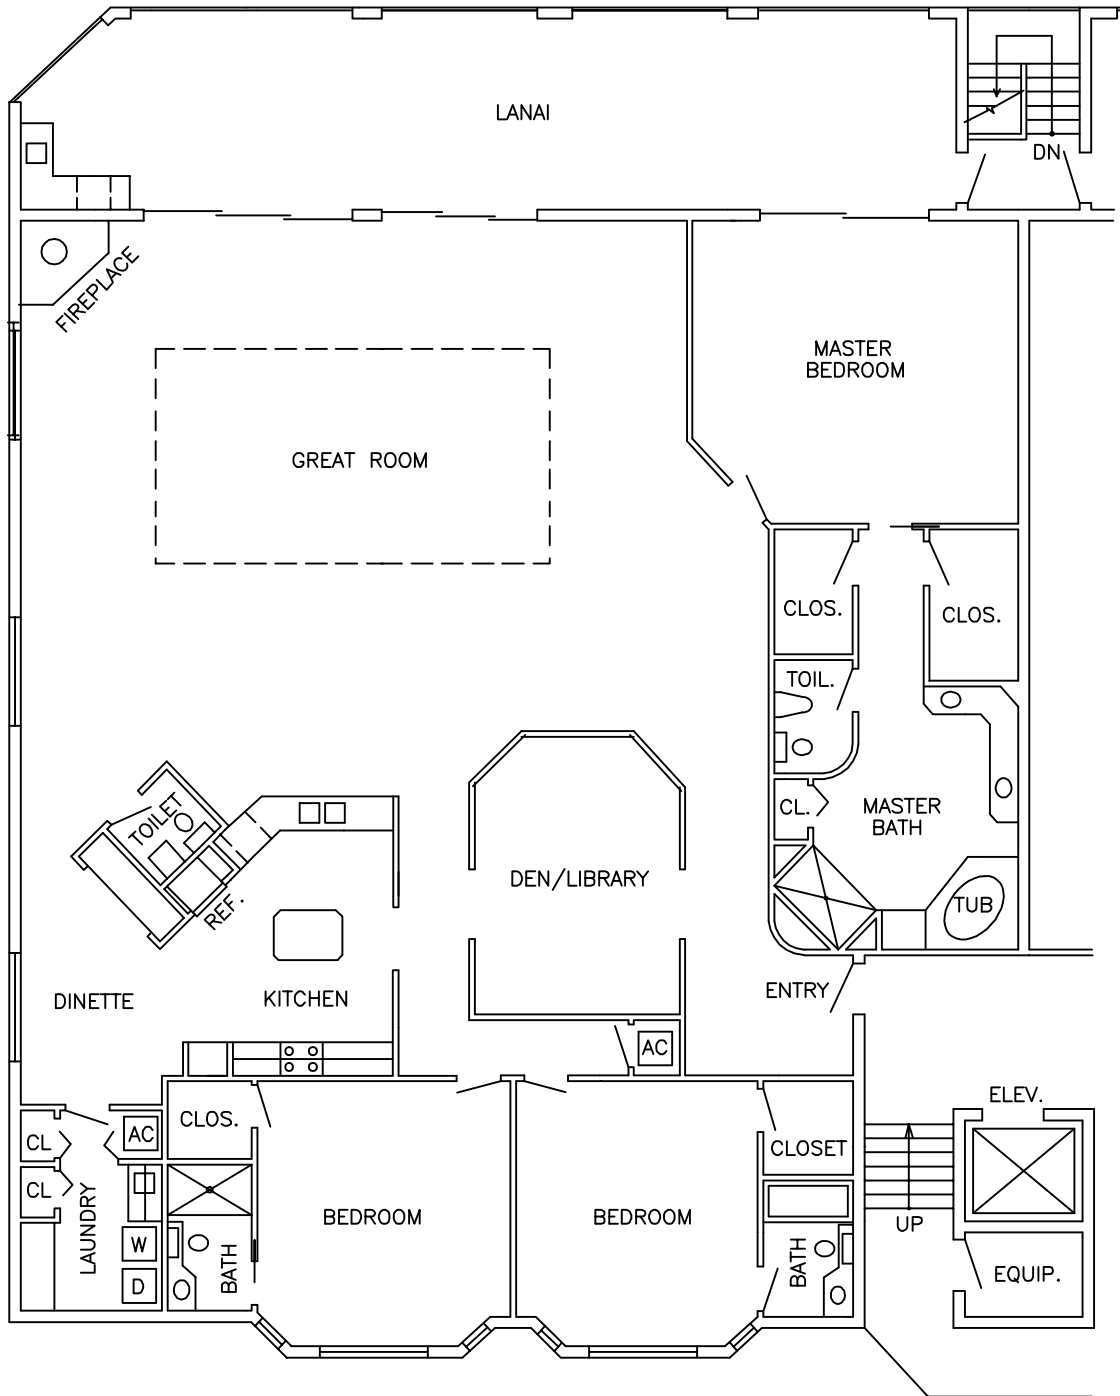 LANAI
DN
FIREPLACE
MASTER
BEDROOM
GREAT ROOM
CLOS.
CLOS.
TOIL.
TOILET
CL.
MASTER
BATH
DEN/LIBRARY
REF.
TUB
DINETTE
KITCHEN
ENTRY
AC
ELEV.
CL
AC
CLOS.
CLOSET
CL
LAUNDRY
BEDROOM
BEDROOM
UP
W
BATH
BATH
EQUIP.
D